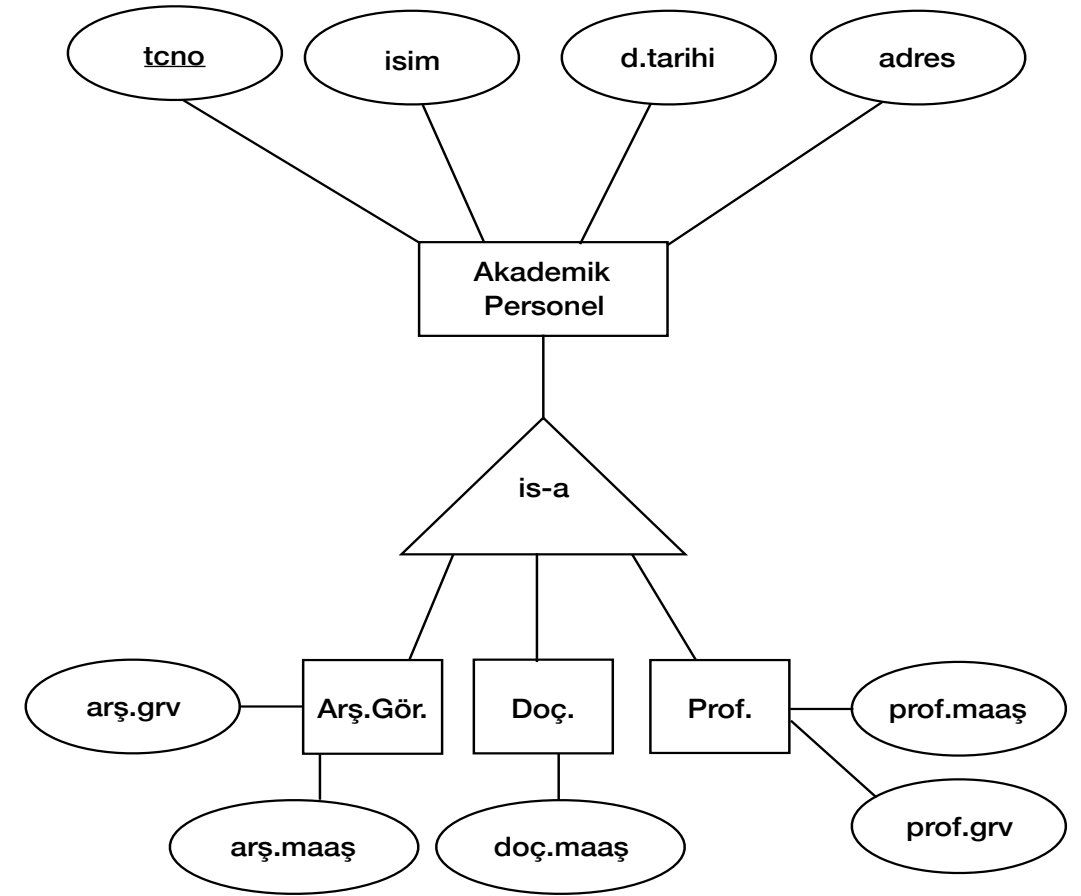 tcno
isim
d.tarihi
adres
Akademik
Personel
is-a
arş.grv
Arş.Gör.
Doç.
Prof.
prof.maaş
arş.maaş
doç.maaş
prof.grv